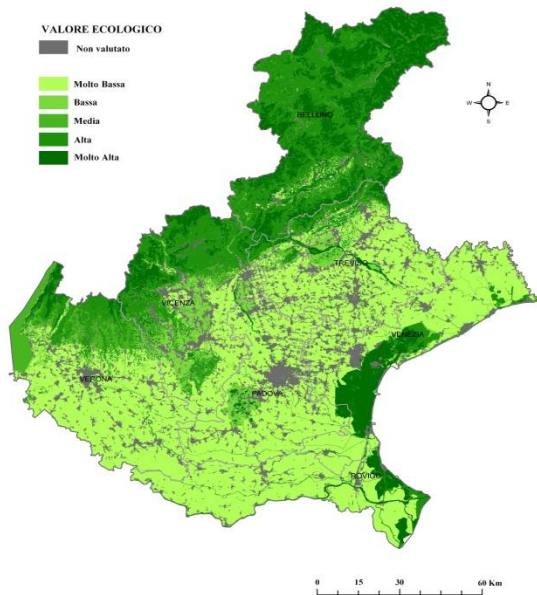 VALORE ECOLOGICO
Non valutato
Molto Bassa
Bassa
Media
Alta
Molto Alta
N
W E
S
BELLUNO
TREVISO
VICENZA
VENEZIA
VERONA
PADOVA
ROVIGO
0 15 30 60 Km